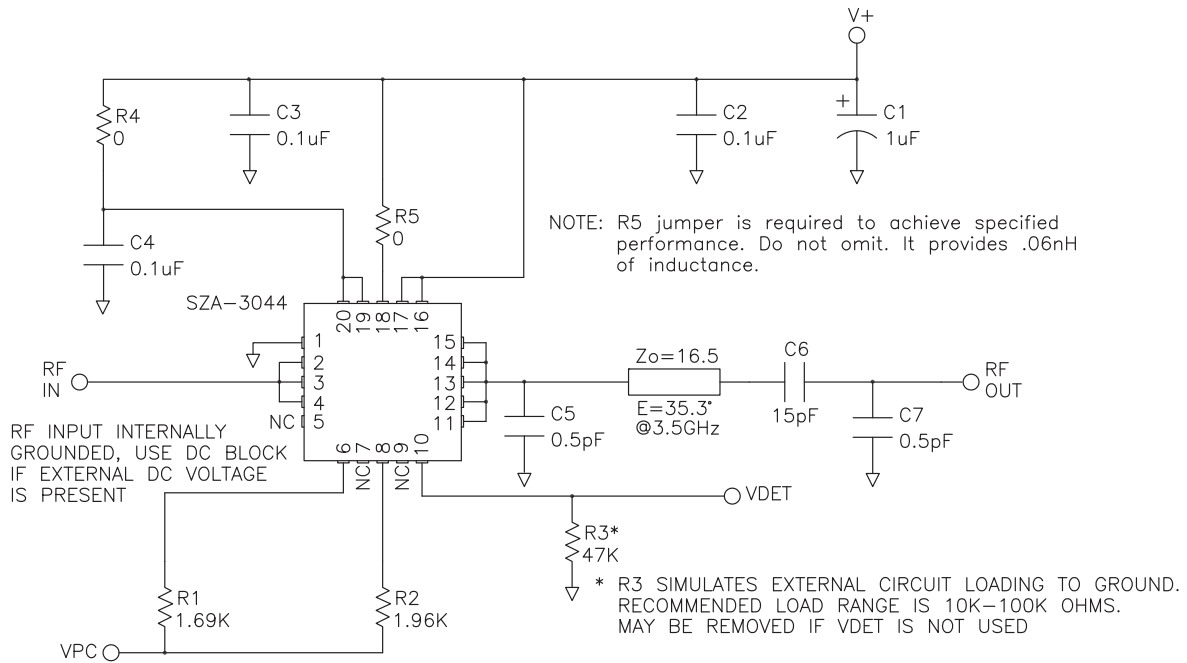 V+
R4
0
C3
0.1uF
C2
0.1uF
+
C1
1uF
R5
0
NOTE: R5 jumper is required to achieve specified
performance. Do not omit. It provides .06nH
of inductance.
C4
0.1uF
SZA-3044
20
19
18
17
16
1
2
3
4
NC 5
15
14
13
12
11
6
NC 7
8
NC 9
10
RF
IN
RF INPUT INTERNALLY
GROUNDED, USE DC BLOCK
IF EXTERNAL DC VOLTAGE
IS PRESENT
Zo=16.5
E=35.3°
@3.5GHz
C6
15pF
RF
OUT
C5
0.5pF
C7
0.5pF
VDET
R3*
47K
* R3 SIMULATES EXTERNAL CIRCUIT LOADING TO GROUND.
RECOMMENDED LOAD RANGE IS 10K-100K OHMS.
MAY BE REMOVED IF VDET IS NOT USED
R1
1.69K
R2
1.96K
VPC